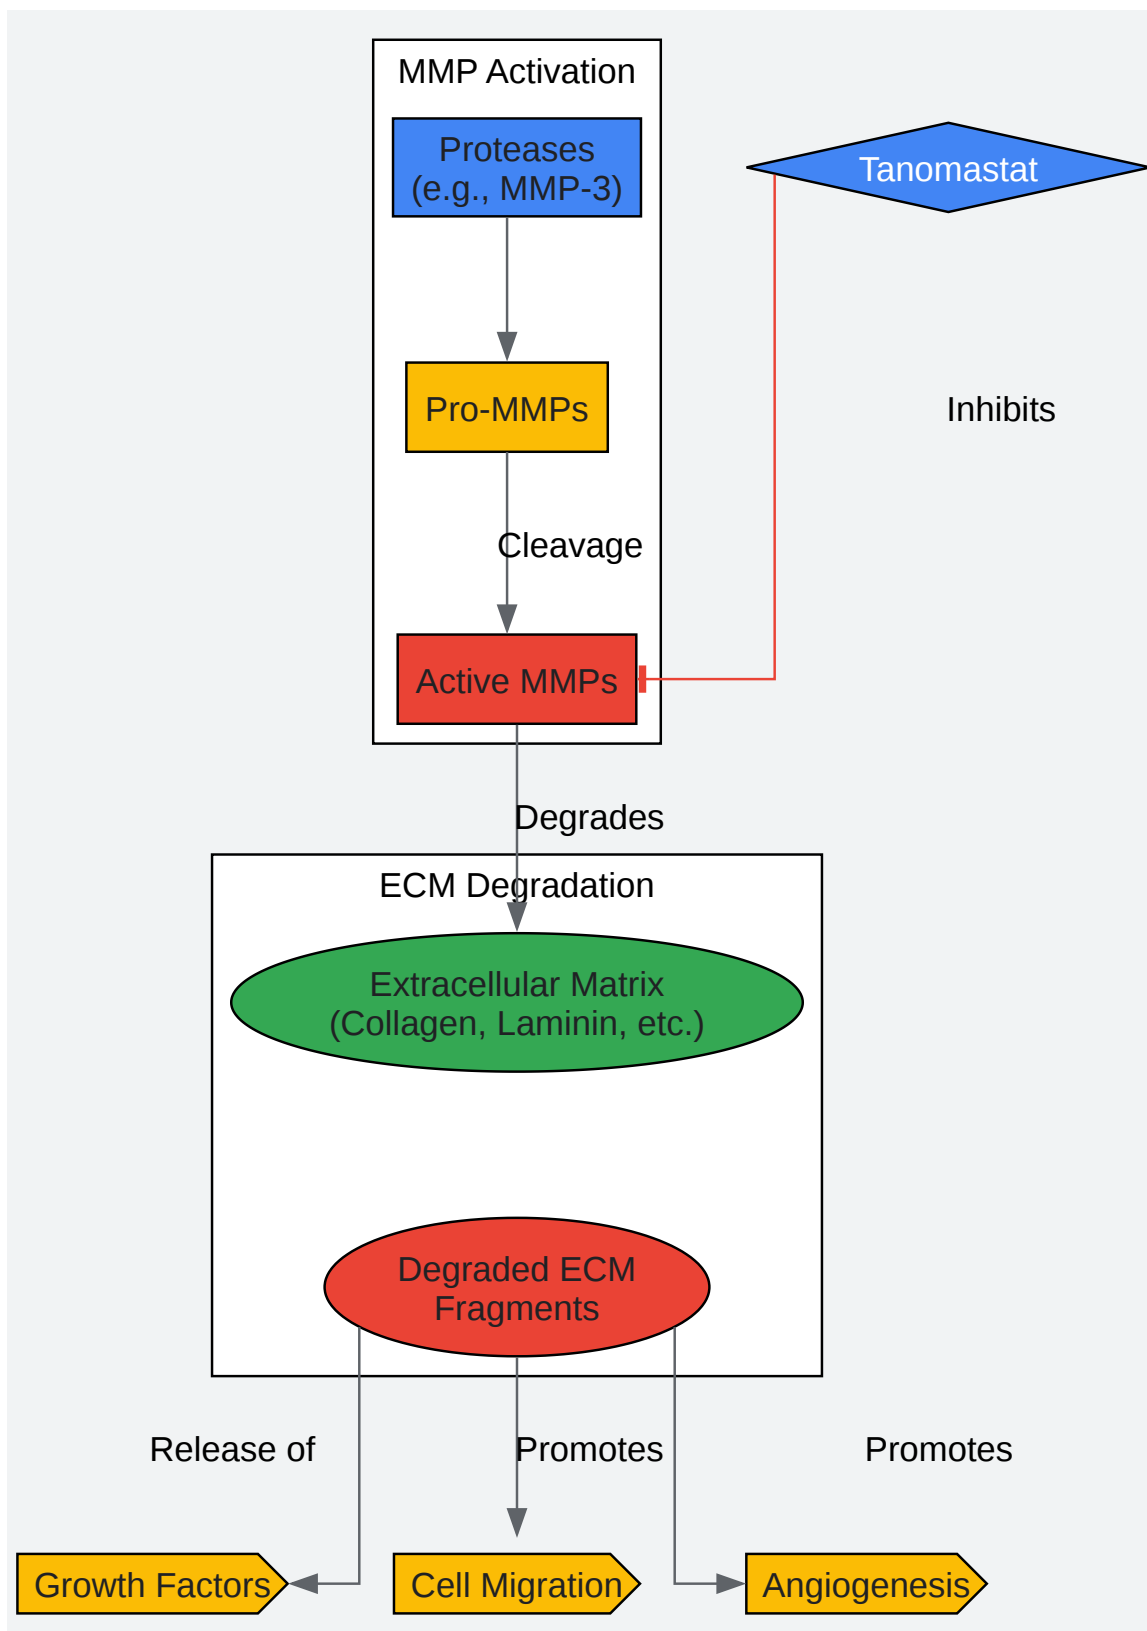 MMP Activation
Proteases
(e.g., MMP-3)
Tanomastat
Pro-MMPs
Inhibits
Cleavage
Active MMPs
Degrades
ECM Degradation
Extracellular Matrix
(Collagen, Laminin, etc.)
Degraded ECM
Fragments
Release of
Promotes
Promotes
Growth Factors
Cell Migration
Angiogenesis